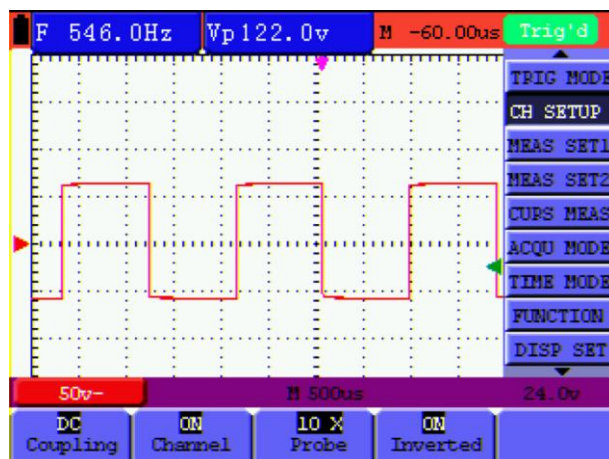 F 546.0Hz Vp122.0v M -60.00us Trig'd
TRIG MODE
CH SETUP
MEAS SET1
MEAS SET2
CURS MEAS
ACQU MODE
TIME MODE
FUNCTION
DISP SET
50v- M 500us 24.0v
DC ON 10 X ON
Coupling Channel Probe Inverted